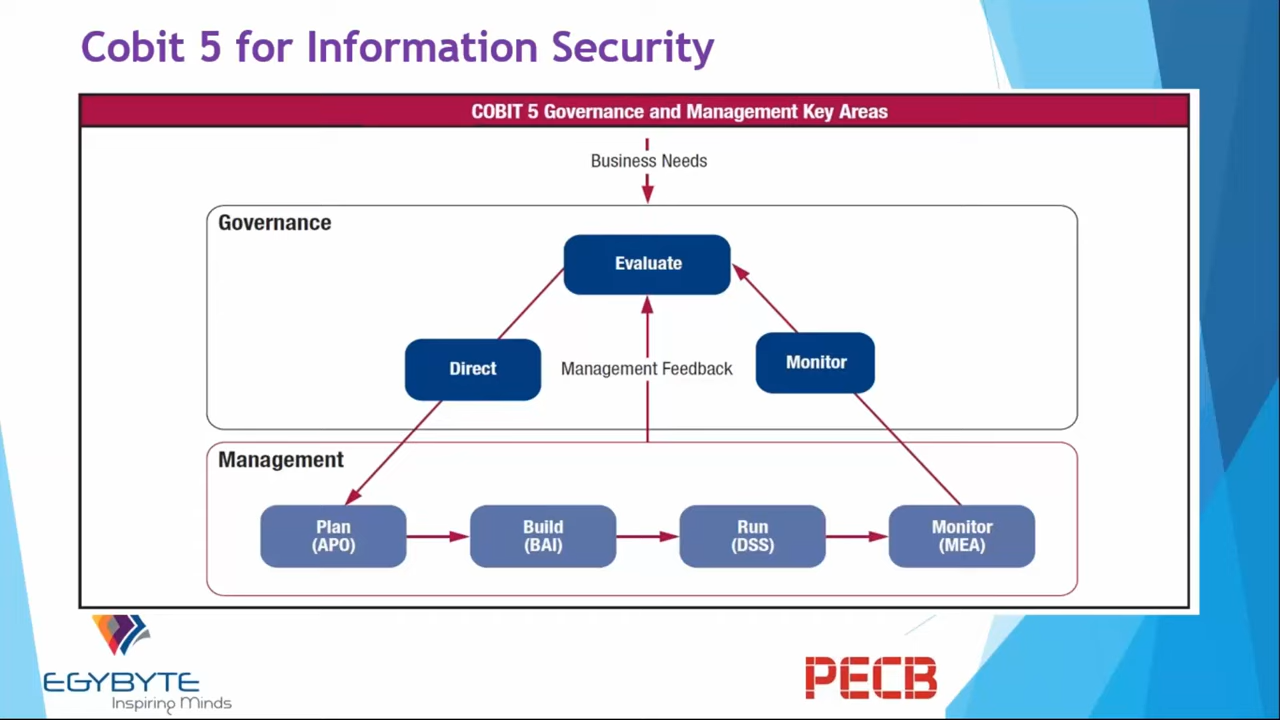 Cobit 5 for Information Security
COBIT 5 Governance and Management Key Areas
Business Needs
Governance
Evaluate
Direct
Management Feedback
Monitor
Management
Plan
(APO)
Build
(BAI)
Run
(DSS)
Monitor
(MEA)
EGYBYTE
Inspiring Minds
PECB